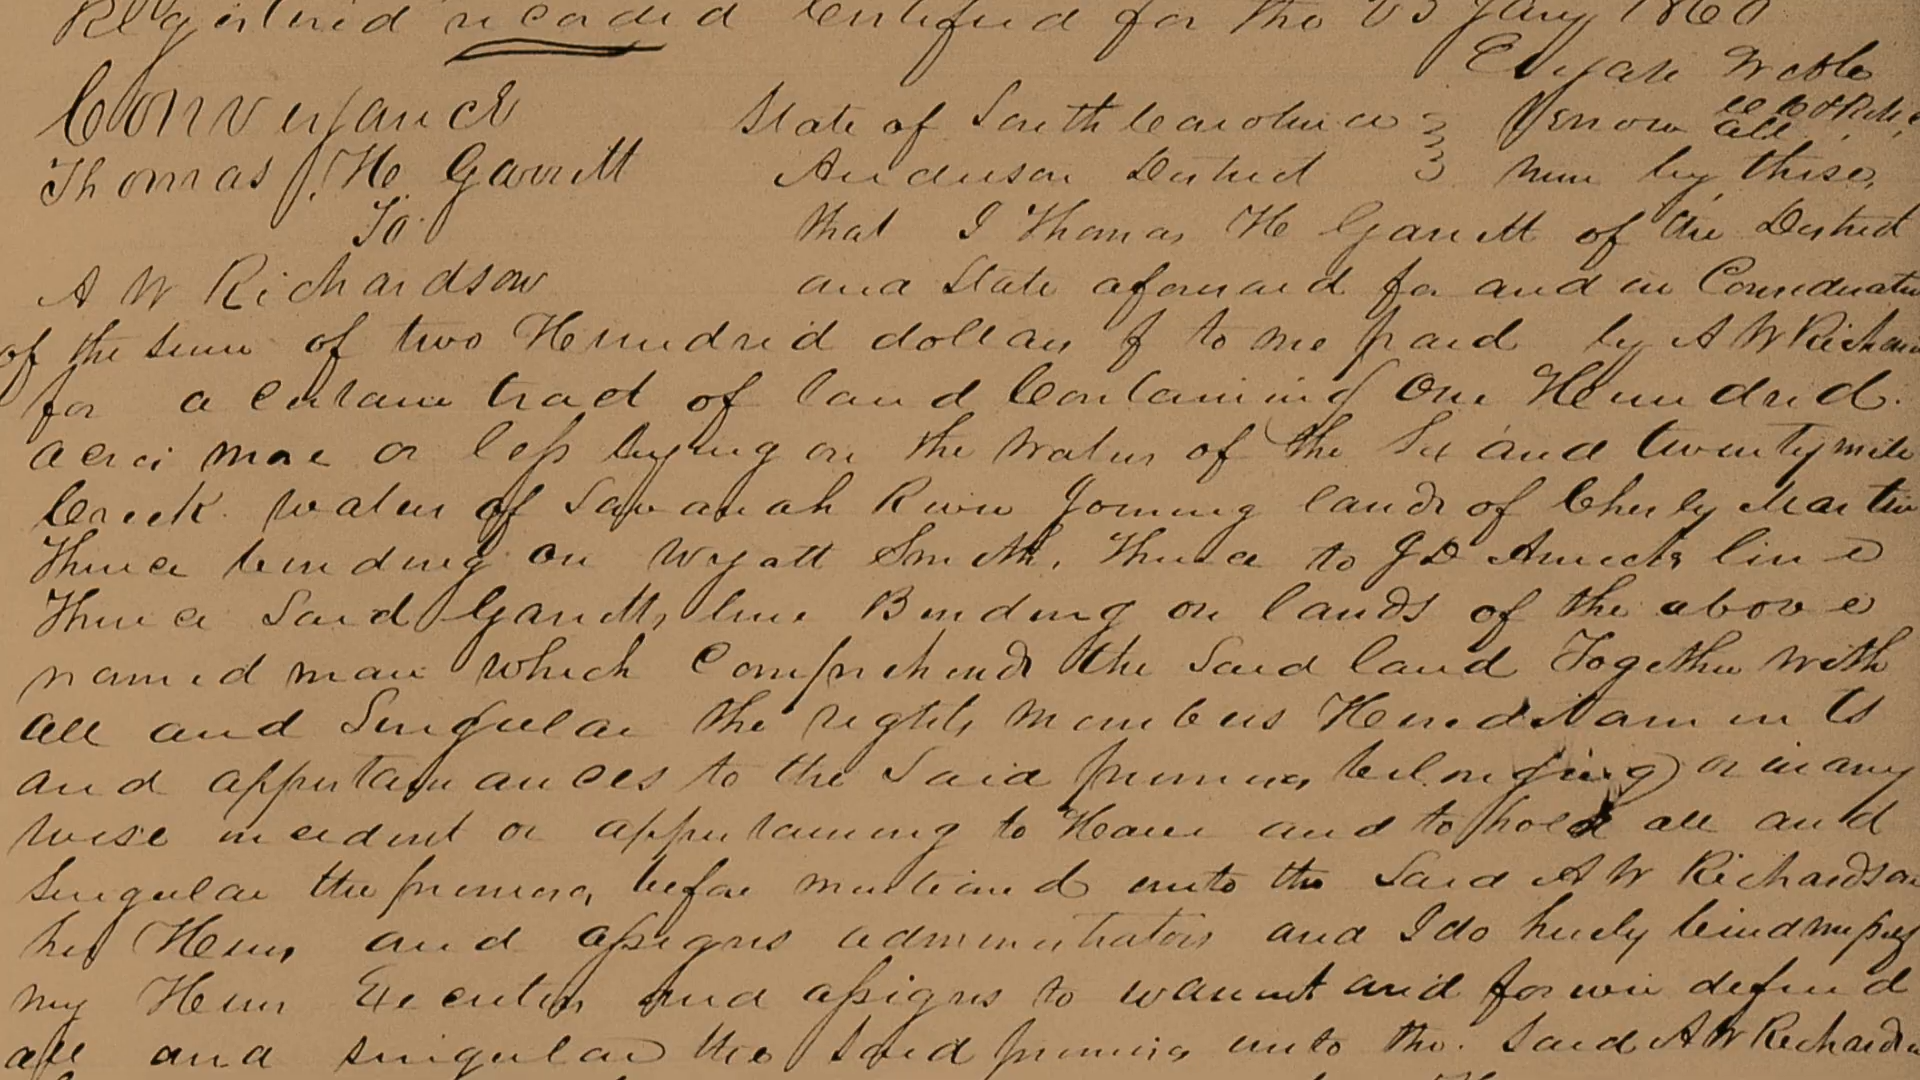 Registered recorded & Certified for the 23 Jany 1860
Elijah Webb
Conveyance State of South Carolina Know all
Thomas H Garrett Anderson District men by these,
To that I Thomas H Garrett of the District
A W Richardson and State aforesaid for and in Consideration
of the sum of two Hundred dollars to me paid by A W Richardson
for a certain tract of land Containing One Hundred
acres more or less lying on the waters of the Six and twenty mile
Creek waters of Savanah River Joining lands of Martin
Thence binding on Wyatt Smith, Thence to line
Thence Said Garretts line Binding on lands of the above
named man which Comprehends the Said land Together with
all and Singular the rights members Hereditaments
and appurtanances to the Said premises belonging or in any
wise incident or appertaining to Have and to hold all and
Singular the premises before mentioned unto the Said A W Richardson
his Heirs and assigns administrators and I do herely bind myself
my Heirs Executors and assigns to warrant and forever defend
all and singular the Said premises unto the Said A W Richardson